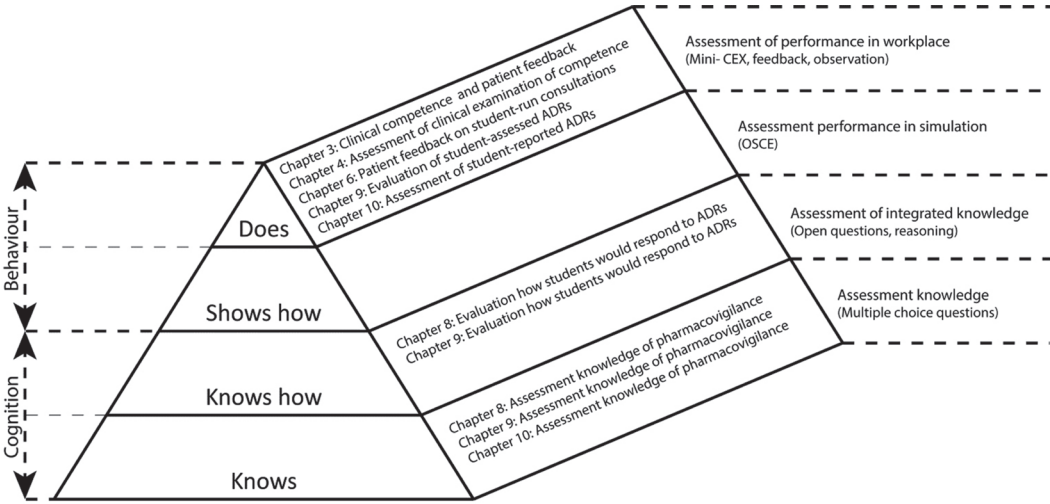 Behaviour
Cognition
Does
Shows how
Knows how
Knows
Chapter 3: Clinical competence and patient feedback
Chapter 4: Assessment of clinical examination of competence
Chapter 6: Patient feedback on student-run consultations
Chapter 9: Evaluation of student-assessed ADRs
Chapter 10: Assessment of student-reported ADRs
Chapter 8: Evaluation how students would respond to ADRs
Chapter 9: Evaluation how students would respond to ADRs
Chapter 8: Assessment knowledge of pharmacovigilance
Chapter 9: Assessment knowledge of pharmacovigilance
Chapter 10: Assessment knowledge of pharmacovigilance
Assessment of performance in workplace
(Mini- CEX, feedback, observation)
Assessment performance in simulation
(OSCE)
Assessment of integrated knowledge
(Open questions, reasoning)
Assessment knowledge
(Multiple choice questions)